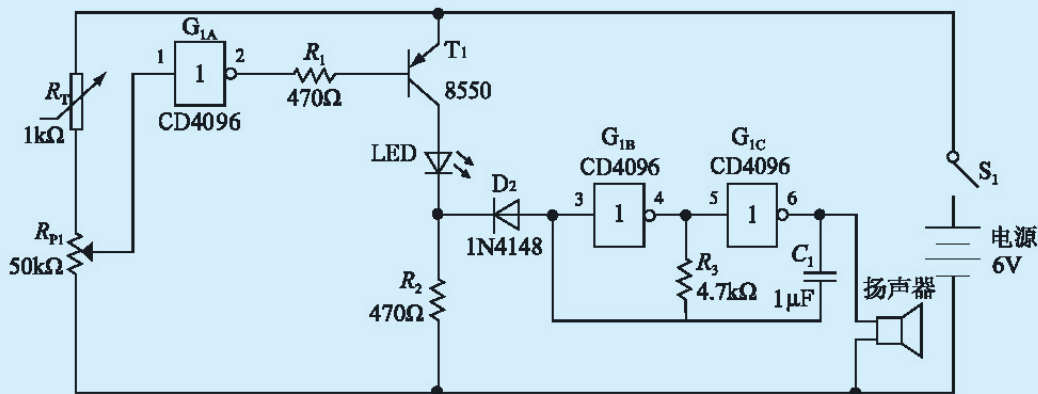 G1A
1
1
2
CD4096
R1
470Ω
T1
8550
RT
1kΩ
LED
G1B
CD4096
3
1
4
G1C
CD4096
5
1
6
S1
D2
1N4148
RP1
50kΩ
R2
470Ω
R3
4.7kΩ
C1
1μF
电源
6V
扬声器